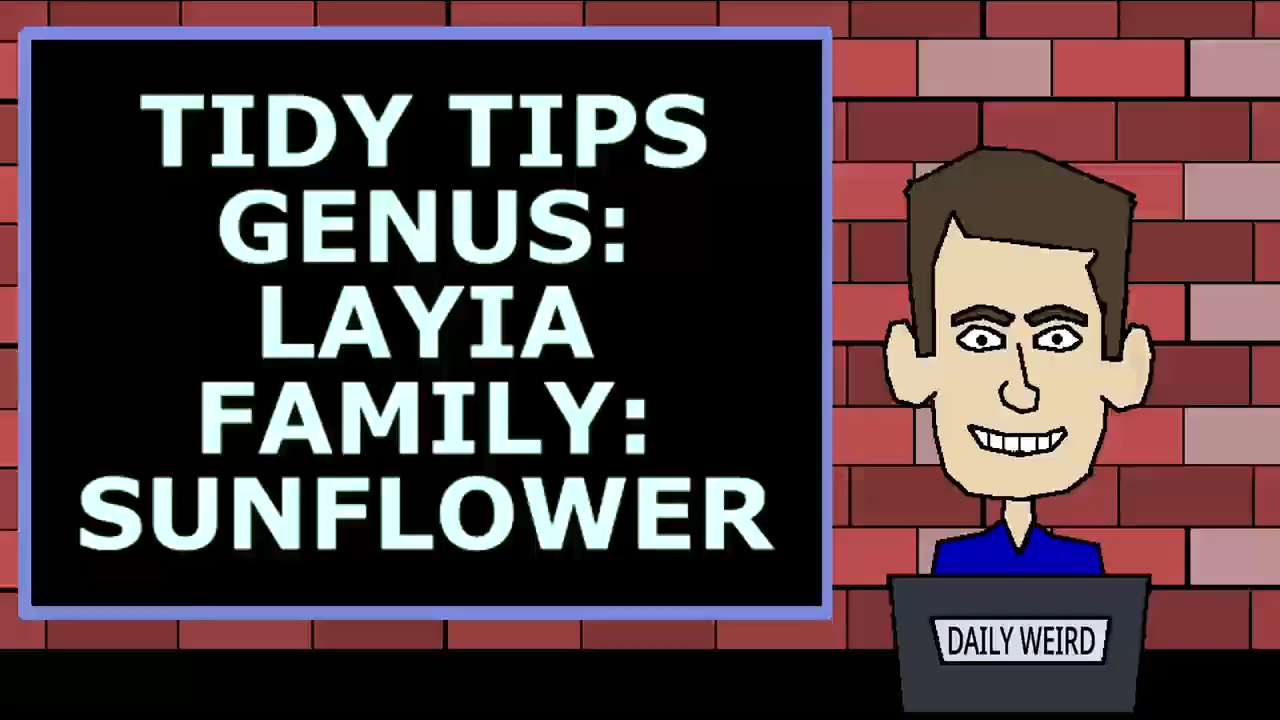 TIDY TIPS
GENUS:
LAYIA
FAMILY:
SUNFLOWER
DAILY WEIRD